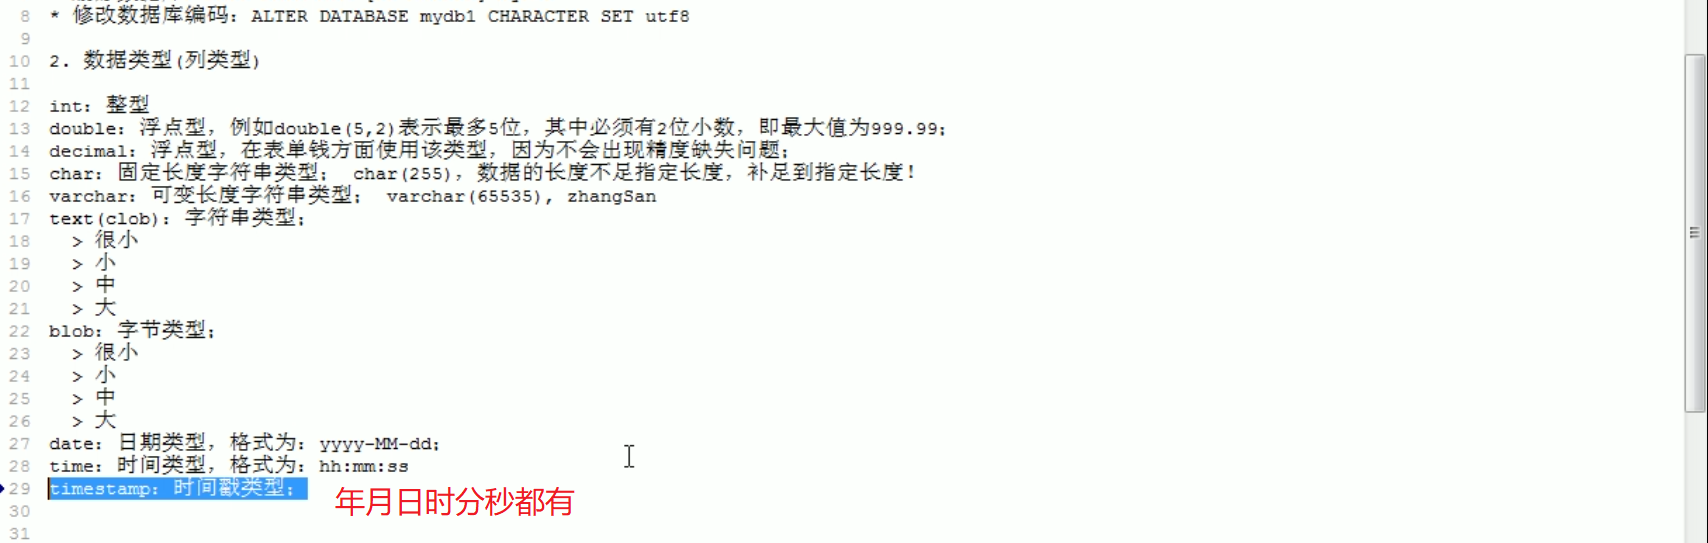 8 * 修改数据库编码：ALTER DATABASE mydb1 CHARACTER SET utf8
9
10 2. 数据类型(列类型)
11
12 int：整型
13 double：浮点型，例如double(5,2)表示最多5位，其中必须有2位小数，即最大值为999.99；
14 decimal：浮点型，在表单钱方面使用该类型，因为不会出现精度缺失问题；
15 char：固定长度字符串类型； char(255)，数据的长度不足指定长度，补足到指定长度！
16 varchar：可变长度字符串类型； varchar(65535), zhangSan
17 text(clob)：字符串类型；
18 > 很小
19 > 小
20 > 中
21 > 大
22 blob：字节类型；
23 > 很小
24 > 小
25 > 中
26 > 大
27 date：日期类型，格式为：yyyy-MM-dd；
28 time：时间类型，格式为：hh:mm:ss
29 timestamp：时间戳类型； 年月日时分秒都有
30
31